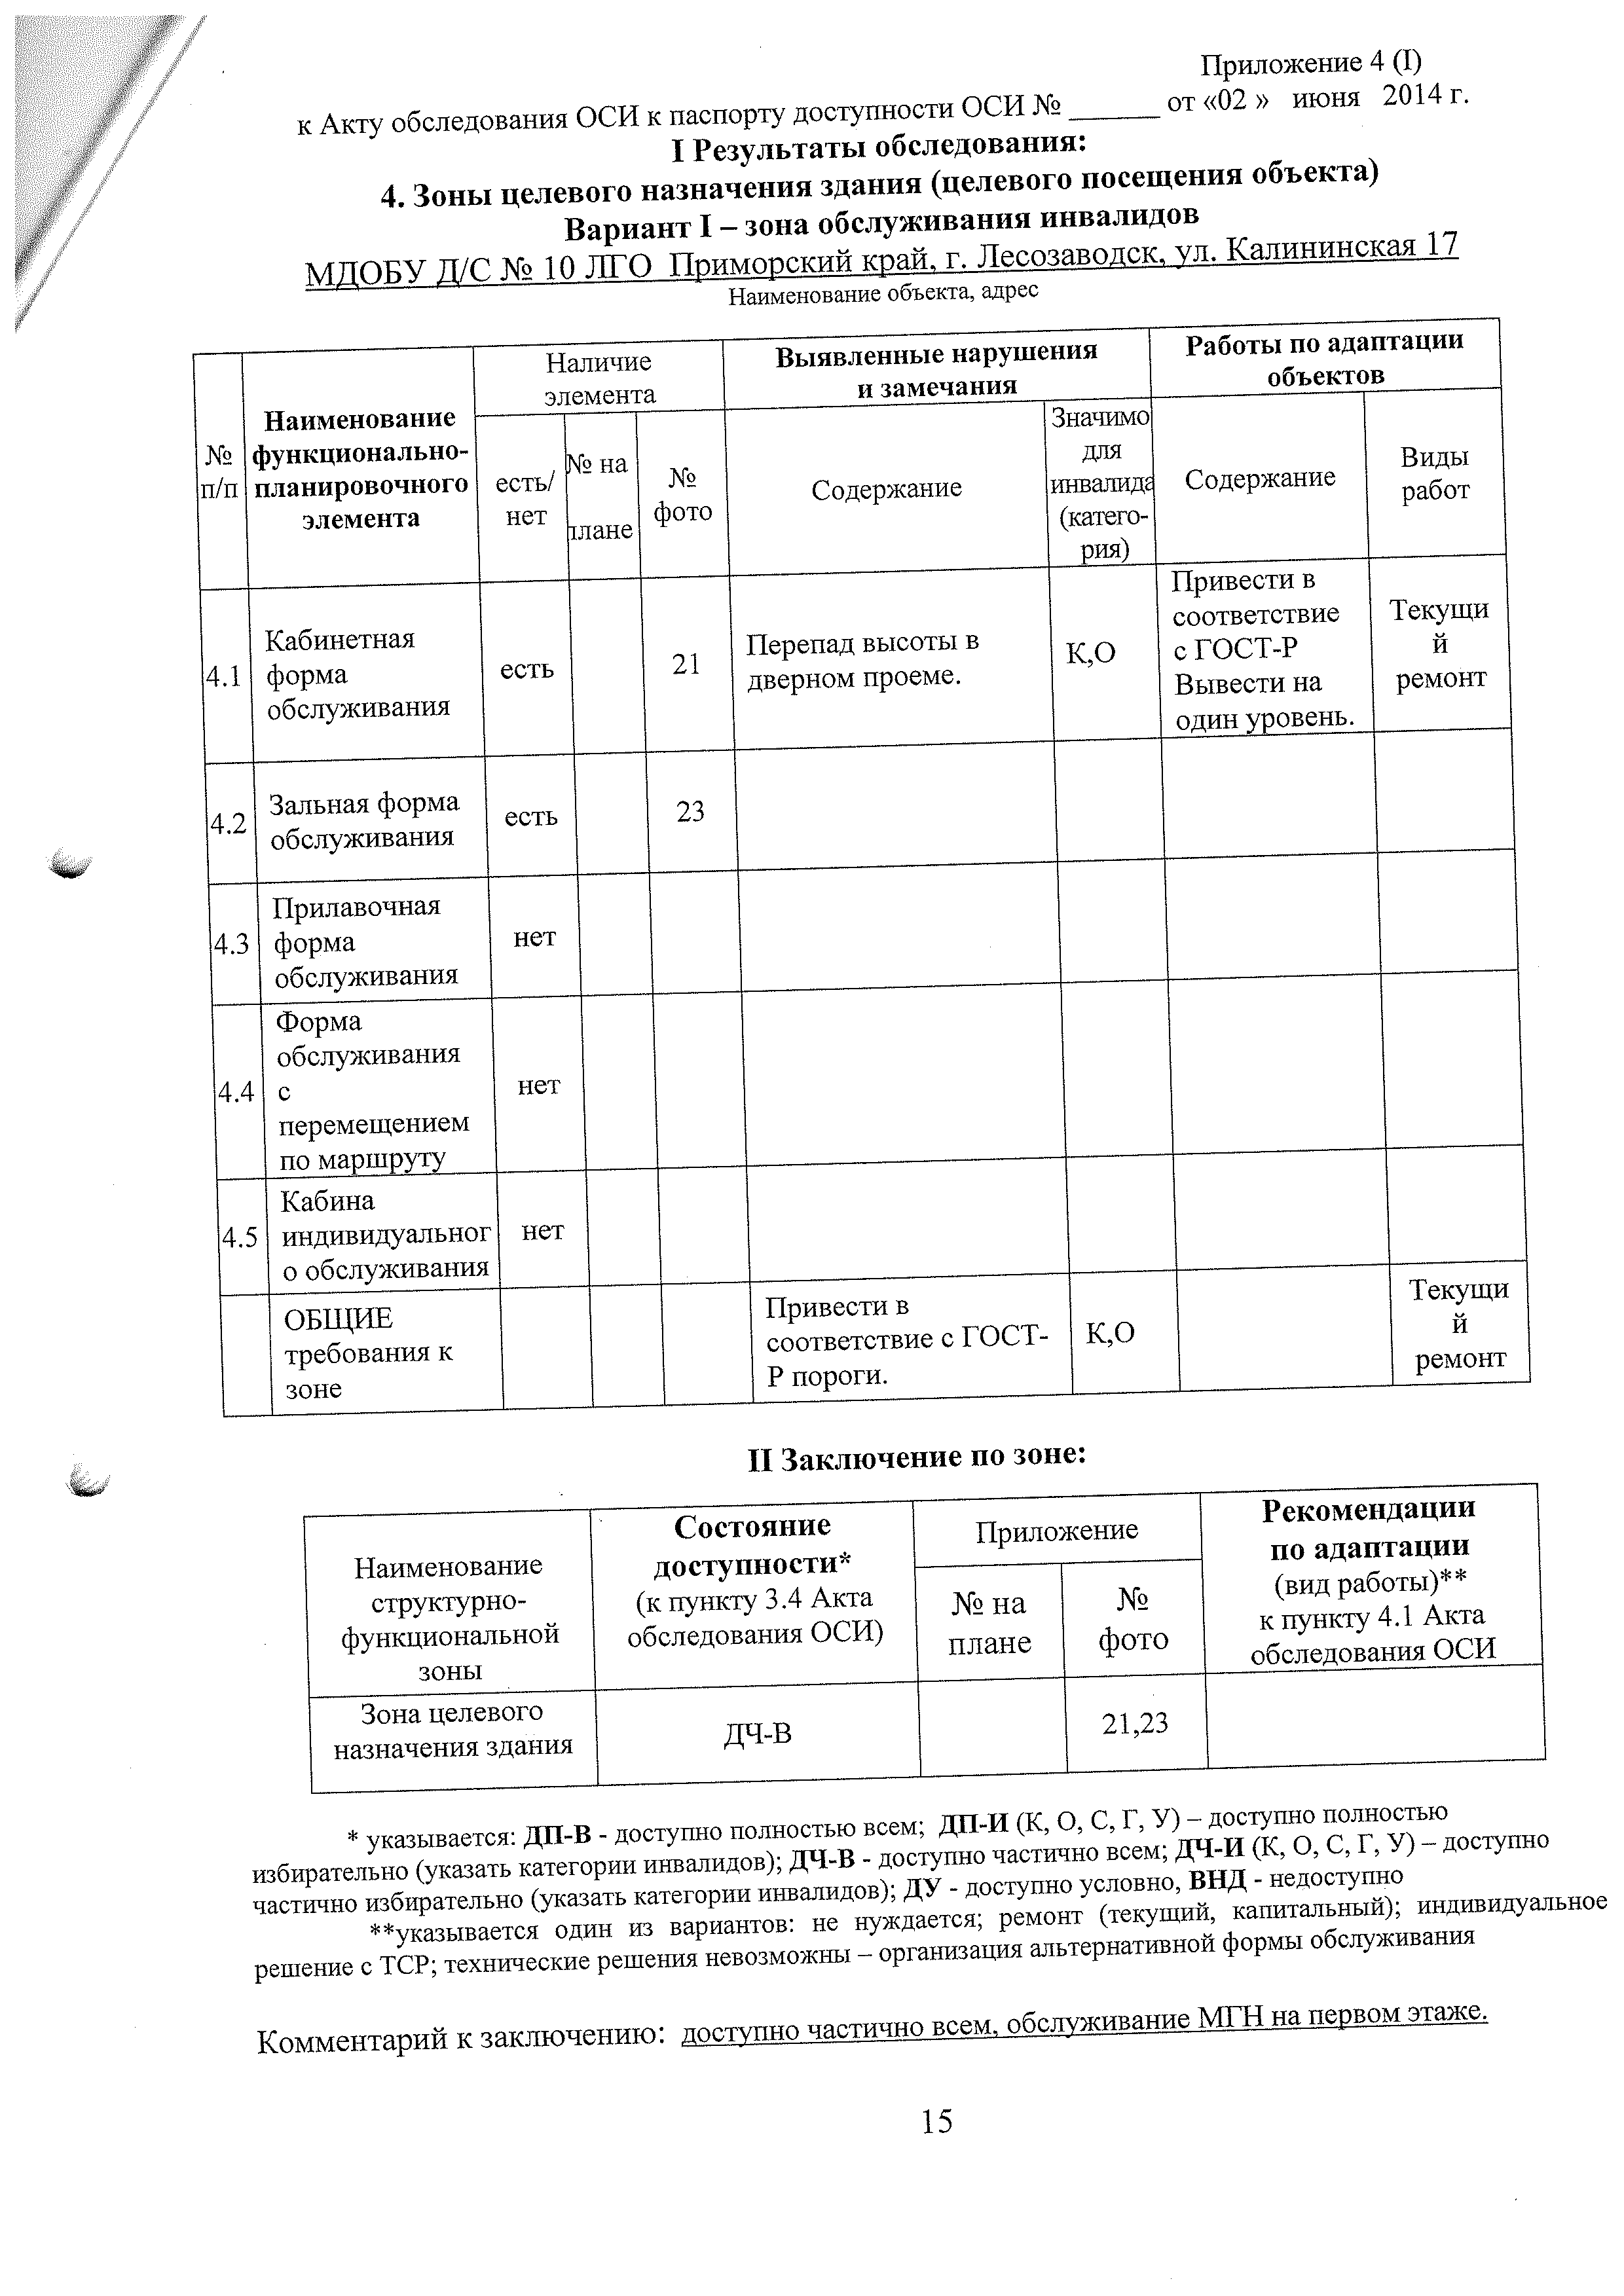 Приложение 4 (I)
к Акту обследования ОСИ к паспорту доступности ОСИ № ______ от «02 » июня 2014 г.
I Результаты обследования:
4. Зоны целевого назначения здания (целевого посещения объекта)
Вариант I – зона обслуживания инвалидов
МДОБУ Д/С № 10 ЛГО Приморский край, г. Лесозаводск, ул. Калининская 17
Наименование объекта, адрес
№
п/п
Наименование
функционально-
планировочного
элемента
Наличие
элемента
есть/
нет
№ на
плане
№
фото
Выявленные нарушения
и замечания
Содержание
Значимо
для
инвалида
(катего-
рия)
Работы по адаптации
объектов
Содержание
Виды
работ
4.1
Кабинетная
форма
обслуживания
есть
21
Перепад высоты в
дверном проеме.
К,О
Привести в
соответствие
с ГОСТ-Р
Вывести на
один уровень.
Текущи
й
ремонт
4.2
Зальная форма
обслуживания
есть
23
4.3
Прилавочная
форма
обслуживания
нет
4.4
Форма
обслуживания
с
перемещением
по маршруту
нет
4.5
Кабина
индивидуальног
о обслуживания
нет
ОБЩИЕ
требования к
зоне
Привести в
соответствие с ГОСТ-
Р пороги.
К,О
Текущи
й
ремонт
II Заключение по зоне:
Наименование
структурно-
функциональной
зоны
Состояние
доступности*
(к пункту 3.4 Акта
обследования ОСИ)
Приложение
№ на
плане
№
фото
Рекомендации
по адаптации
(вид работы)**
к пункту 4.1 Акта
обследования ОСИ
Зона целевого
назначения здания
ДЧ-В
21,23
* указывается: ДП-В - доступно полностью всем; ДП-И (К, О, С, Г, У) – доступно полностью
избирательно (указать категории инвалидов); ДЧ-В - доступно частично всем; ДЧ-И (К, О, С, Г, У) – доступно
частично избирательно (указать категории инвалидов); ДУ - доступно условно, ВНД - недоступно
**указывается один из вариантов: не нуждается; ремонт (текущий, капитальный); индивидуальное
решение с ТСР; технические решения невозможны – организация альтернативной формы обслуживания
Комментарий к заключению: доступно частично всем, обслуживание МГН на первом этаже.
15